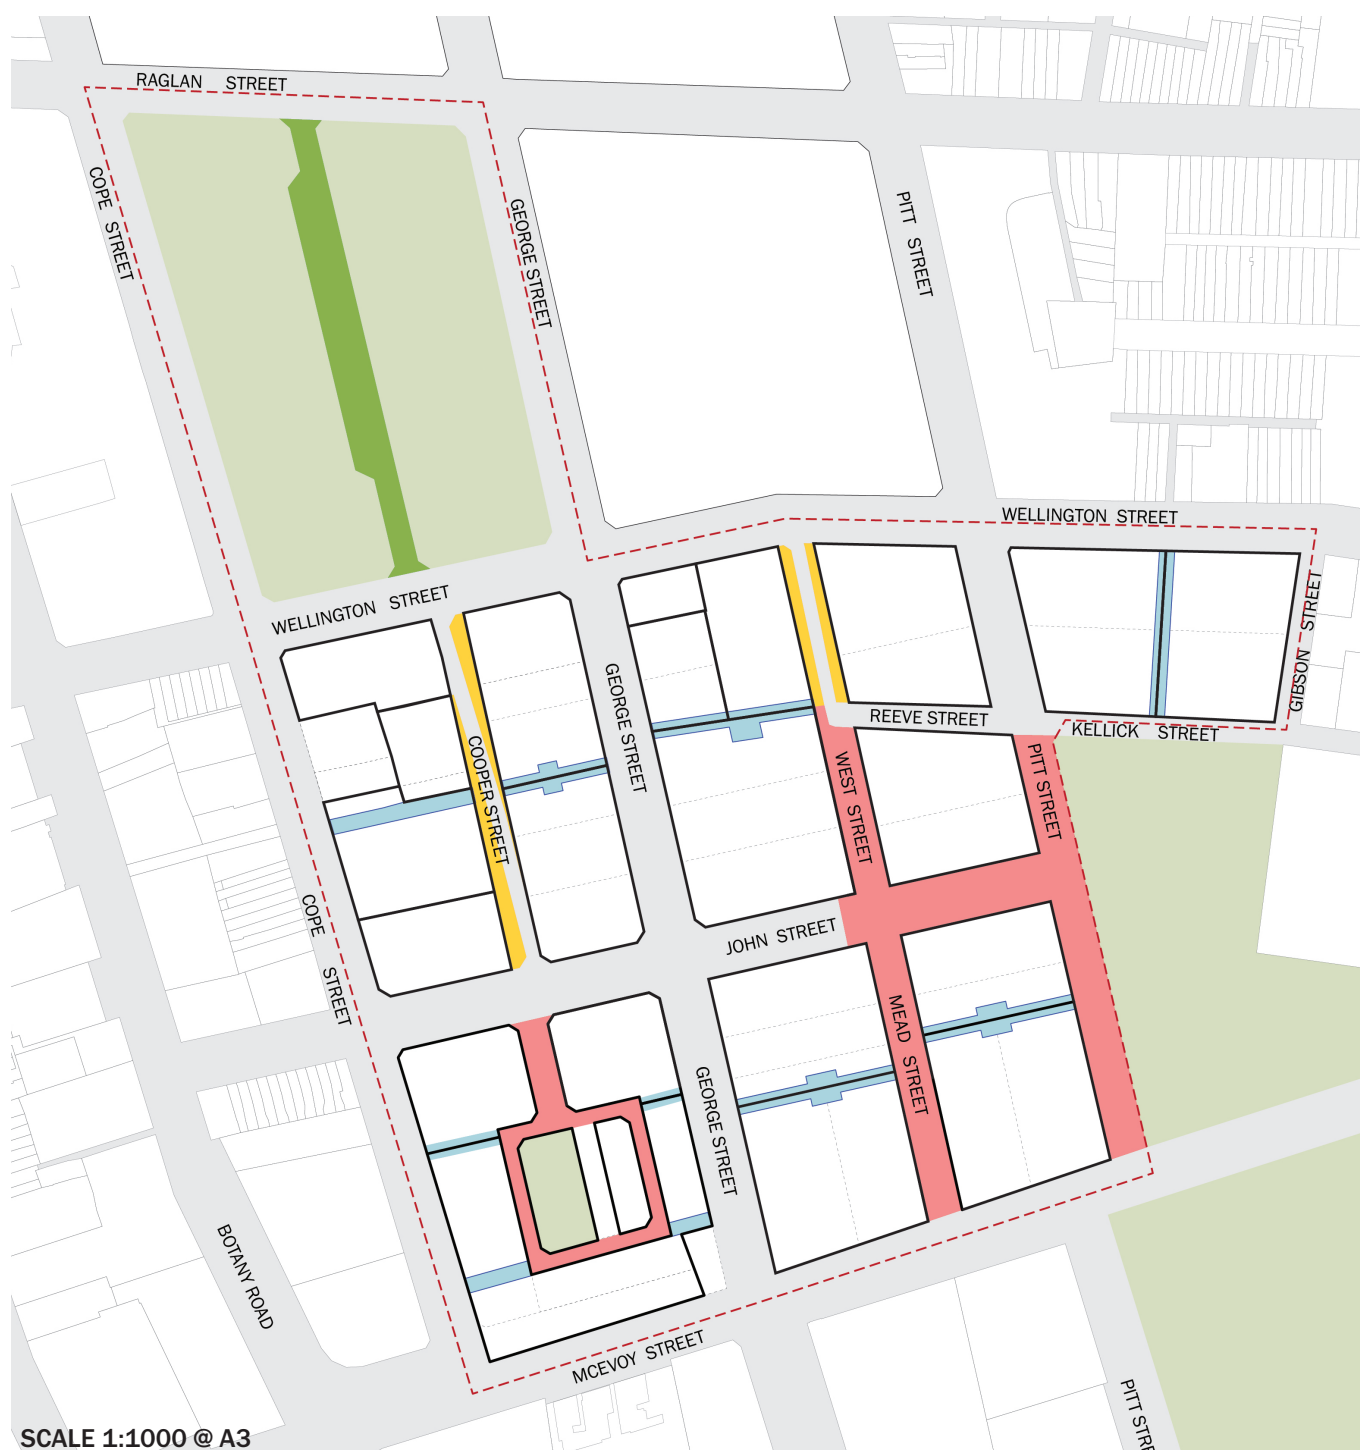 RAGLAN STREET
COPE STREET
GEORGE STREET
PITT STREET
WELLINGTON STREET
WELLINGTON STREET
GIBSON STREET
GEORGE STREET
REEVE STREET
KELLICK STREET
COOPER STREET
WEST STREET
PITT STREET
COPE STREET
JOHN STREET
MEAD STREET
GEORGE STREET
BOTANY ROAD
MCEVOY STREET
PITT STRE
SCALE 1:1000 @ A3